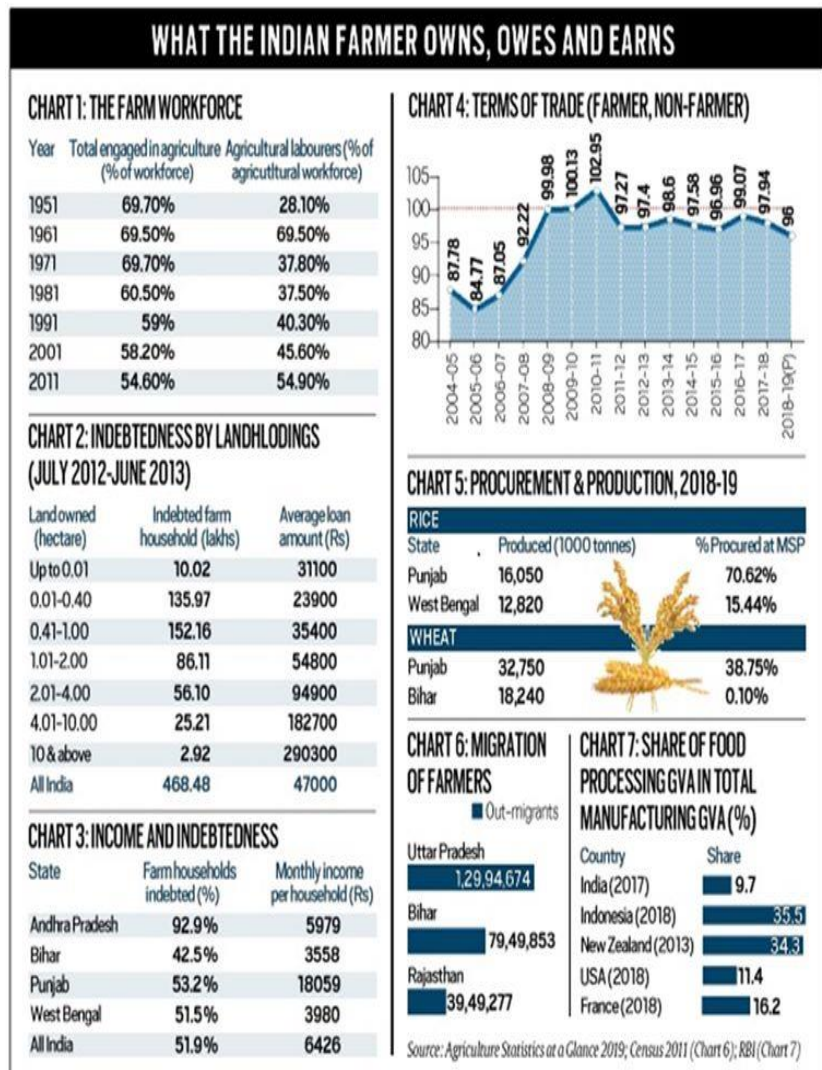 WHAT THE INDIAN FARMER OWNS, OWES AND EARNS
CHART 1: THE FARM WORKFORCE
Year Total engaged in agriculture Agricultural labourers (% of
(% of workforce) agricutltural workforce)
1951 69.70% 28.10%
1961 69.50% 69.50%
1971 69.70% 37.80%
1981 60.50% 37.50%
1991 59% 40.30%
2001 58.20% 45.60%
2011 54.60% 54.90%
CHART 2: INDEBTEDNESS BY LANDHLODINGS
(JULY 2012-JUNE 2013)
Land owned Indebted farm Average loan
(hectare) household (lakhs) amount (Rs)
Up to 0.01 10.02 31100
0.01-0.40 135.97 23900
0.41-1.00 152.16 35400
1.01-2.00 86.11 54800
2.01-4.00 56.10 94900
4.01-10.00 25.21 182700
10 & above 2.92 290300
All India 468.48 47000
CHART 3: INCOME AND INDEBTEDNESS
State Farm households Monthly income
indebted (%) per household (Rs)
Andhra Pradesh 92.9% 5979
Bihar 42.5% 3558
Punjab 53.2% 18059
West Bengal 51.5% 3980
All India 51.9% 6426
CHART 4: TERMS OF TRADE (FARMER, NON-FARMER)
105
100
95
90
85
80
87.78 84.77 87.05 92.22 99.98 100.13 102.95 97.27 97.4 98.6 97.58 96.96 99.07 97.94 96
2004-05 2005-06 2006-07 2007-08 2008-09 2009-10 2010-11 2011-12 2012-13 2013-14 2014-15 2015-16 2016-17 2017-18 2018-19(P)
CHART 5: PROCUREMENT & PRODUCTION, 2018-19
RICE
State Produced (1000 tonnes) % Procured at MSP
Punjab 16,050 70.62%
West Bengal 12,820 15.44%
WHEAT
Punjab 32,750 38.75%
Bihar 18,240 0.10%
CHART 6: MIGRATION
OF FARMERS
Out-migrants
Uttar Pradesh
1,29,94,674
Bihar
79,49,853
Rajasthan
39,49,277
CHART 7: SHARE OF FOOD
PROCESSING GVA IN TOTAL
MANUFACTURING GVA (%)
Country Share
India (2017) 9.7
Indonesia (2018) 35.5
New Zealand (2013) 34.3
USA (2018) 11.4
France (2018) 16.2
Source: Agriculture Statistics at a Glance 2019; Census 2011 (Chart 6); RBI (Chart 7)